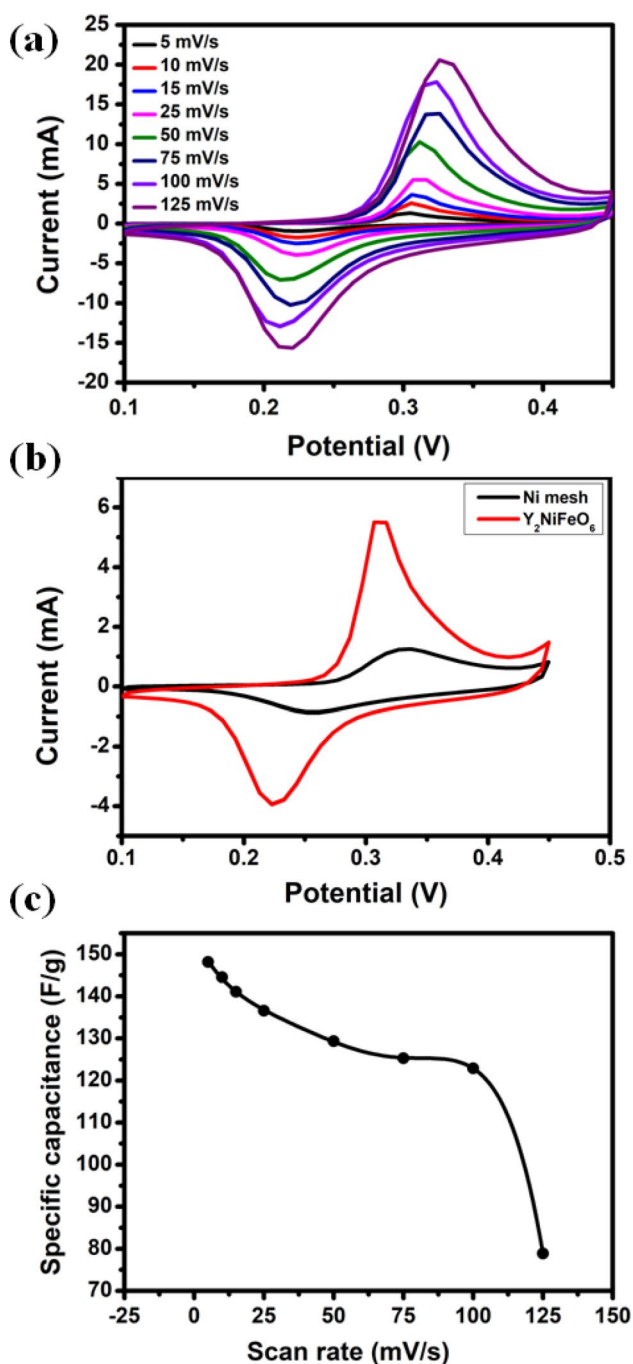 (a)
25
20
15
10
5
0
-5
-10
-15
-20
Current (mA)
5 mV/s
10 mV/s
15 mV/s
25 mV/s
50 mV/s
75 mV/s
100 mV/s
125 mV/s
0.1 0.2 0.3 0.4
Potential (V)
(b)
6
4
2
0
-2
-4
Current (mA)
Ni mesh
Y₂NiFeO₆
0.1 0.2 0.3 0.4 0.5
Potential (V)
(c)
150
140
130
120
110
100
90
80
70
Specific capacitance (F/g)
-25 0 25 50 75 100 125 150
Scan rate (mV/s)